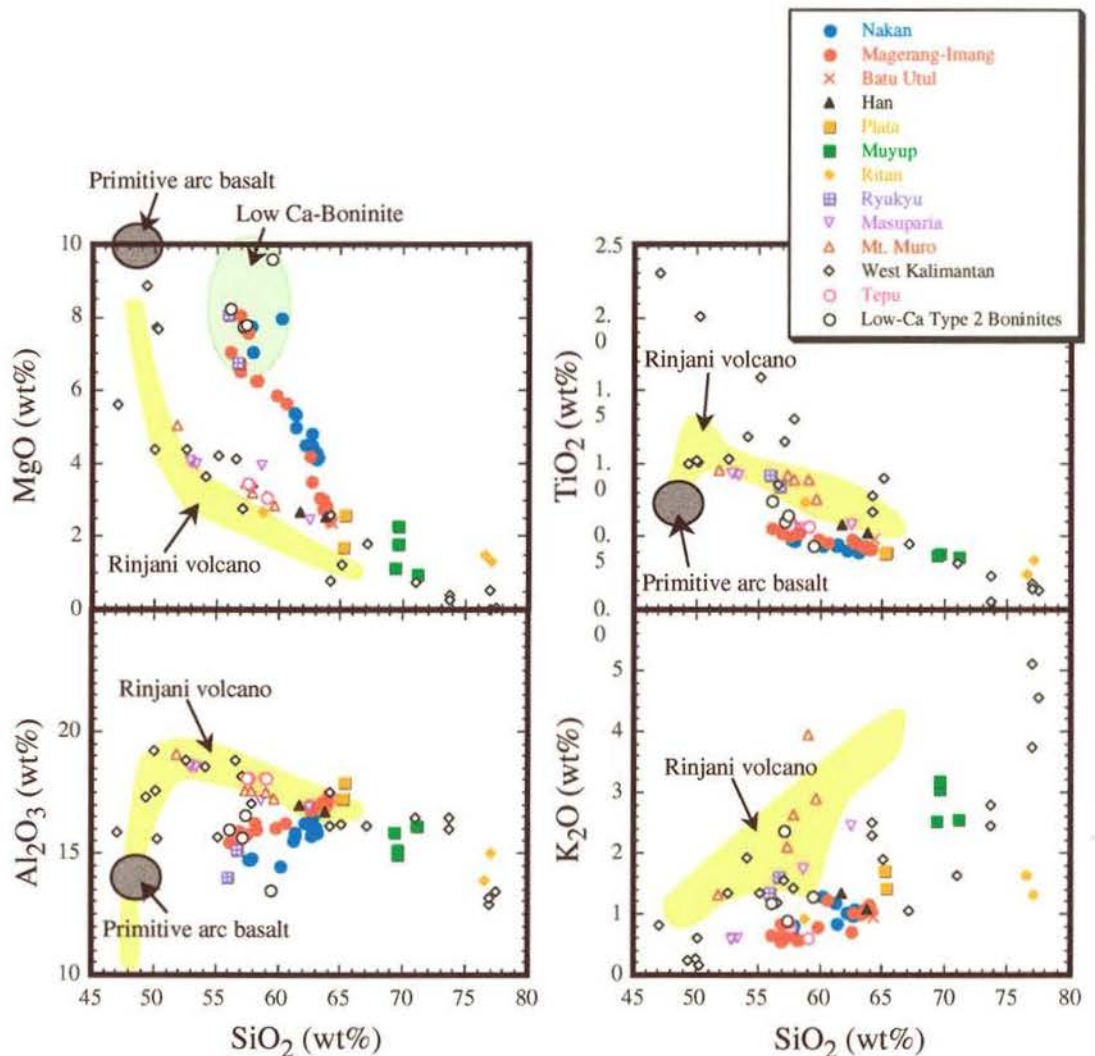 Nakan
Magerang-Imang
Batu Utul
Han
Plata
Muyup
Ritan
Ryukyu
Masuparia
Mt. Muro
West Kalimantan
Tepu
Low-Ca Type 2 Boninites
Primitive arc basalt
Low Ca-Boninite
10
8
6
4
2
0
MgO (wt%)
Rinjani volcano
2.5
2.
0
1.
5
1.
0
0.
5
0.
0
TiO2 (wt%)
Rinjani volcano
Primitive arc basalt
20
15
10
Al2O3 (wt%)
Rinjani volcano
Primitive arc basalt
45 50 55 60 65 70 75 80
SiO2 (wt%)
5
4
3
2
1
0
K2O (wt%)
Rinjani volcano
45 50 55 60 65 70 75 80
SiO2 (wt%)